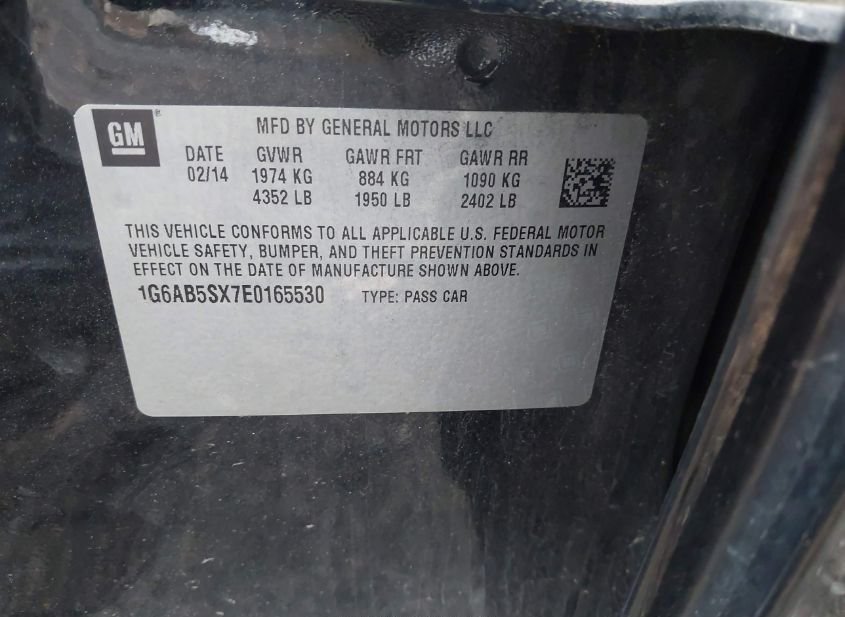 GM
MFD BY GENERAL MOTORS LLC
DATE GVWR GAWR FRT GAWR RR
02/14 1974 KG 884 KG 1090 KG
4352 LB 1950 LB 2402 LB
THIS VEHICLE CONFORMS TO ALL APPLICABLE U.S. FEDERAL MOTOR
VEHICLE SAFETY, BUMPER, AND THEFT PREVENTION STANDARDS IN
EFFECT ON THE DATE OF MANUFACTURE SHOWN ABOVE.
1G6AB5SX7E0165530 TYPE: PASS CAR